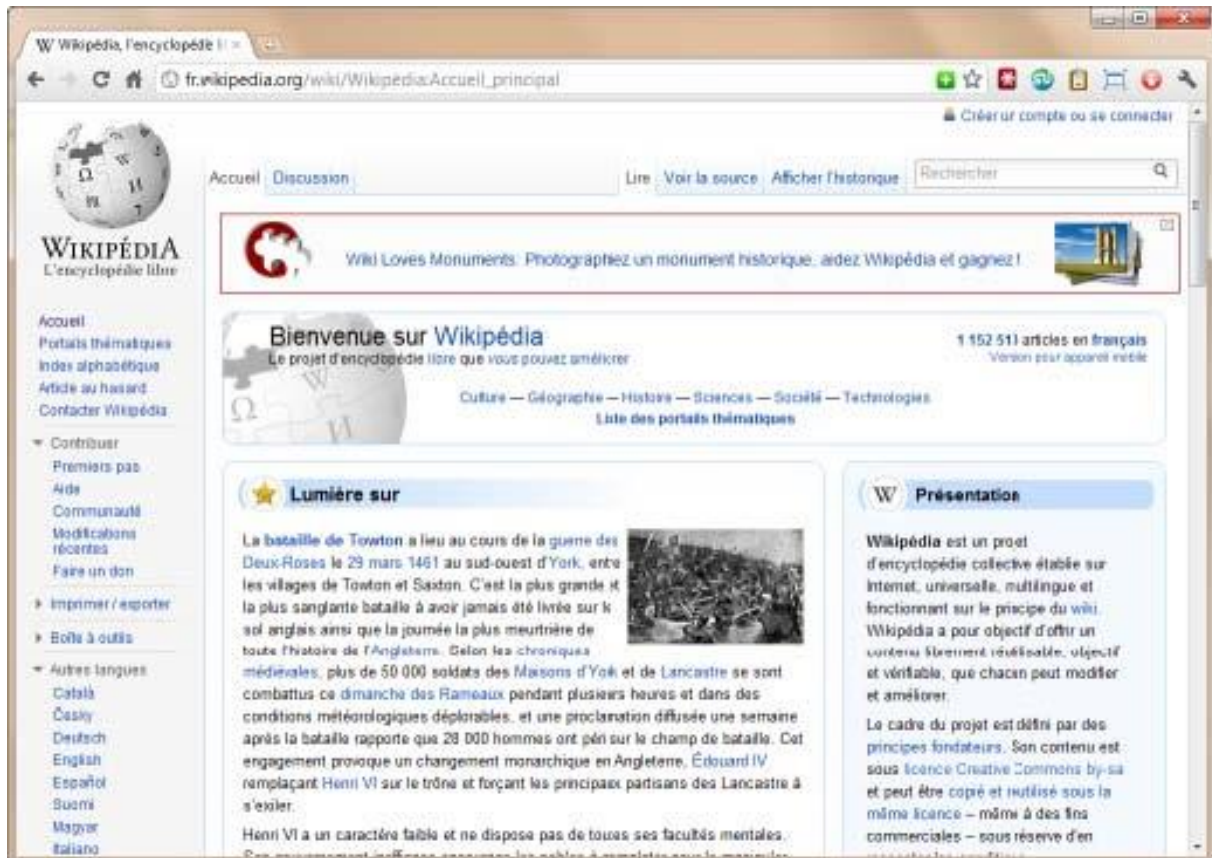 Wikipédia, l'encyclopédie li
fr.wikipedia.org/wiki/Wikipédia:Accueil_principal
Créer un compte ou se connecter
Accueil Discussion Lire Voir la source Afficher l'historique Rechercher
WIKIPÉDIA
L'encyclopédie libre
Wiki Loves Monuments: Photographiez un monument historique, aidez Wikipédia et gagnez !
Accueil
Portails thématiques
Index alphabétique
Article au hasard
Contacter Wikipédia
Contribuer
Premiers pas
Aide
Communauté
Modifications
récentes
Faire un don
Imprimer / exporter
Boîte à outils
Autres langues
Català
Česky
Deutsch
English
Español
Suomi
Magyar
Italiano
Bienvenue sur Wikipédia
Le projet d'encyclopédie libre que vous pouvez améliorer
1 152 513 articles en français
Version pour appareil mobile
Culture — Géographie — Histoire — Sciences — Société — Technologies
Liste des portails thématiques
Lumière sur
La bataille de Towton a lieu au cours de la guerre des
Deux-Roses le 29 mars 1461 au sud-ouest d'York, entre
les villages de Towton et Saxton. C'est la plus grande et
la plus sanglante bataille à avoir jamais été livrée sur le
sol anglais ainsi que la journée la plus meurtrière de
toute l'histoire de l'Angleterre. Selon les chroniques
médiévales, plus de 50 000 soldats des Maisons d'York et de Lancastre se sont
combattus ce dimanche des Rameaux pendant plusieurs heures et dans des
conditions météorologiques déplorables, et une proclamation diffusée une semaine
après la bataille rapporte que 28 000 hommes ont péri sur le champ de bataille. Cet
engagement provoque un changement monarchique en Angleterre, Édouard IV
remplaçant Henri VI sur le trône et forçant les principaux partisans des Lancastre à
s'exiler.
Henri VI a un caractère faible et ne dispose pas de toutes ses facultés mentales.
Présentation
Wikipédia est un projet
d'encyclopédie collective établie sur
Internet, universelle, multilingue et
fonctionnant sur le principe du wiki.
Wikipédia a pour objectif d'offrir un
contenu librement réutilisable, objectif
et vérifiable, que chacun peut modifier
et améliorer.
Le cadre du projet est défini par des
principes fondateurs. Son contenu est
sous licence Creative Commons by-sa
et peut être copié et réutilisé sous la
même licence – même à des fins
commerciales – sous réserve d'en